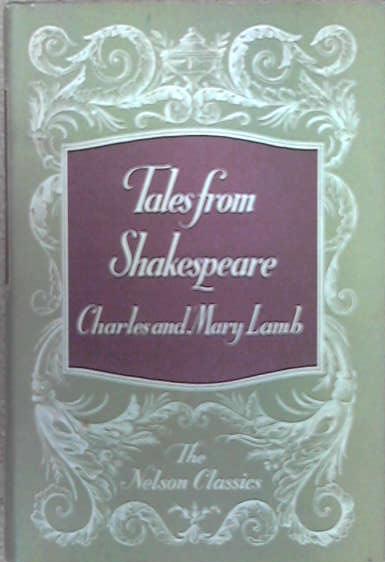 Tales from
Shakespeare
Charles and Mary Lamb
The
Nelson Classics